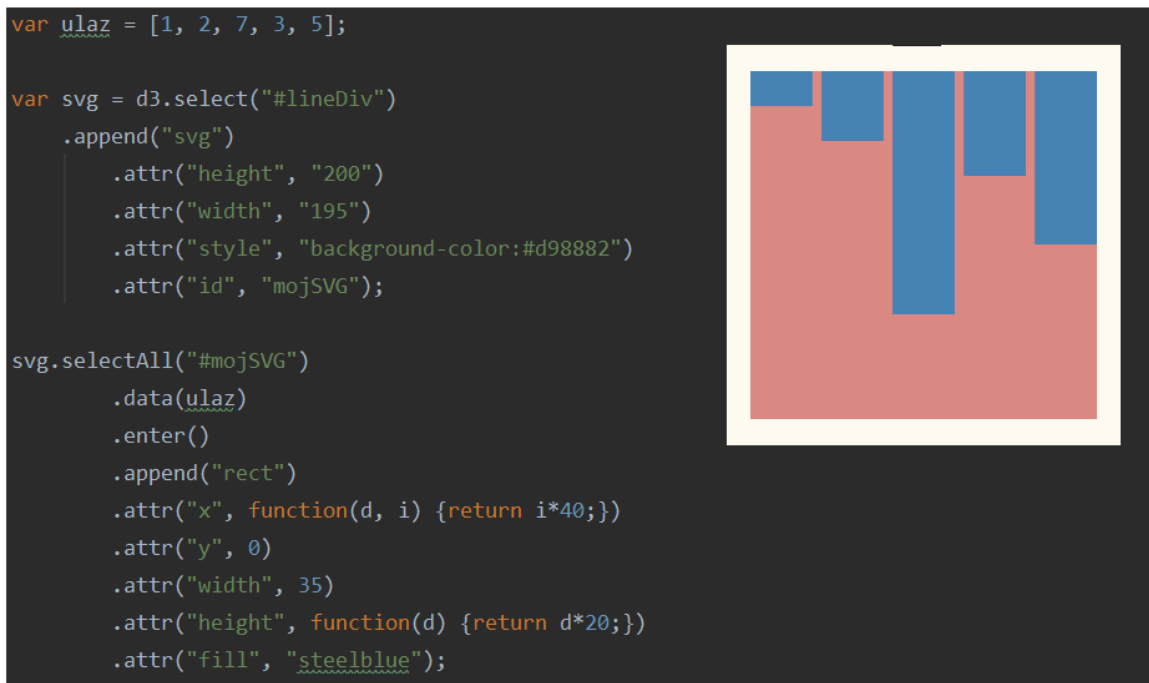 var ulaz = [1, 2, 7, 3, 5];
var svg = d3.select("#lineDiv")
.append("svg")
.attr("height", "200")
.attr("width", "195")
.attr("style", "background-color:#d98882")
.attr("id", "mojSVG");
svg.selectAll("#mojSVG")
.data(ulaz)
.enter()
.append("rect")
.attr("x", function(d, i) {return i*40;})
.attr("y", 0)
.attr("width", 35)
.attr("height", function(d) {return d*20;})
.attr("fill", "steelblue");